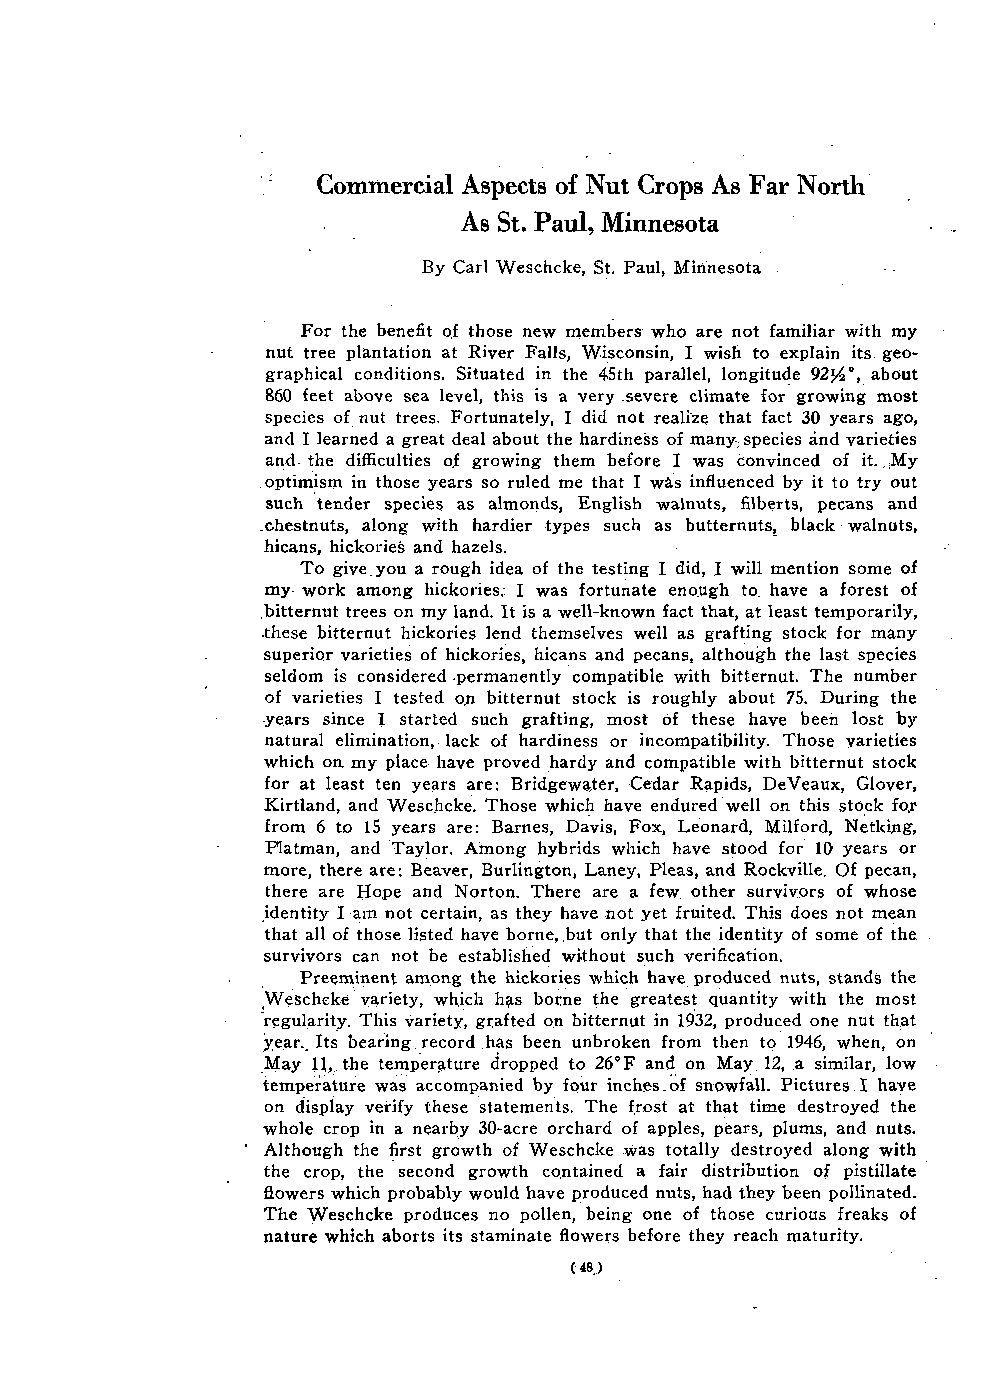 Commercial Aspects of Nut Crops As Far North
As St. Paul, Minnesota
By Carl Weschcke, St. Paul, Minnesota
For the benefit of those new members who are not familiar with my
nut tree plantation at River Falls, Wisconsin, I wish to explain its geo-
graphical conditions. Situated in the 45th parallel, longitude 92½°, about
860 feet above sea level, this is a very severe climate for growing most
species of nut trees. Fortunately, I did not realize that fact 30 years ago,
and I learned a great deal about the hardiness of many species and varieties
and the difficulties of growing them before I was convinced of it. My
optimism in those years so ruled me that I was influenced by it to try out
such tender species as almonds, English walnuts, filberts, pecans and
chestnuts, along with hardier types such as butternuts, black walnuts,
hicans, hickories and hazels.
To give you a rough idea of the testing I did, I will mention some of
my work among hickories. I was fortunate enough to have a forest of
bitternut trees on my land. It is a well-known fact that, at least temporarily,
these bitternut hickories lend themselves well as grafting stock for many
superior varieties of hickories, hicans and pecans, although the last species
seldom is considered permanently compatible with bitternut. The number
of varieties I tested on bitternut stock is roughly about 75. During the
years since I started such grafting, most of these have been lost by
natural elimination, lack of hardiness or incompatibility. Those varieties
which on my place have proved hardy and compatible with bitternut stock
for at least ten years are: Bridgewater, Cedar Rapids, DeVeaux, Glover,
Kirtland, and Weschcke. Those which have endured well on this stock for
from 6 to 15 years are: Barnes, Davis, Fox, Leonard, Milford, Netking,
Platman, and Taylor. Among hybrids which have stood for 10 years or
more, there are: Beaver, Burlington, Laney, Pleas, and Rockville. Of pecan,
there are Hope and Norton. There are a few other survivors of whose
identity I am not certain, as they have not yet fruited. This does not mean
that all of those listed have borne, but only that the identity of some of the
survivors can not be established without such verification.
Preeminent among the hickories which have produced nuts, stands the
Weschcke variety, which has borne the greatest quantity with the most
regularity. This variety, grafted on bitternut in 1932, produced one nut that
year. Its bearing record has been unbroken from then to 1946, when, on
May 11, the temperature dropped to 26°F and on May 12, a similar, low
temperature was accompanied by four inches of snowfall. Pictures I have
on display verify these statements. The frost at that time destroyed the
whole crop in a nearby 30-acre orchard of apples, pears, plums, and nuts.
Although the first growth of Weschcke was totally destroyed along with
the crop, the second growth contained a fair distribution of pistillate
flowers which probably would have produced nuts, had they been pollinated.
The Weschcke produces no pollen, being one of those curious freaks of
nature which aborts its staminate flowers before they reach maturity.
(48)